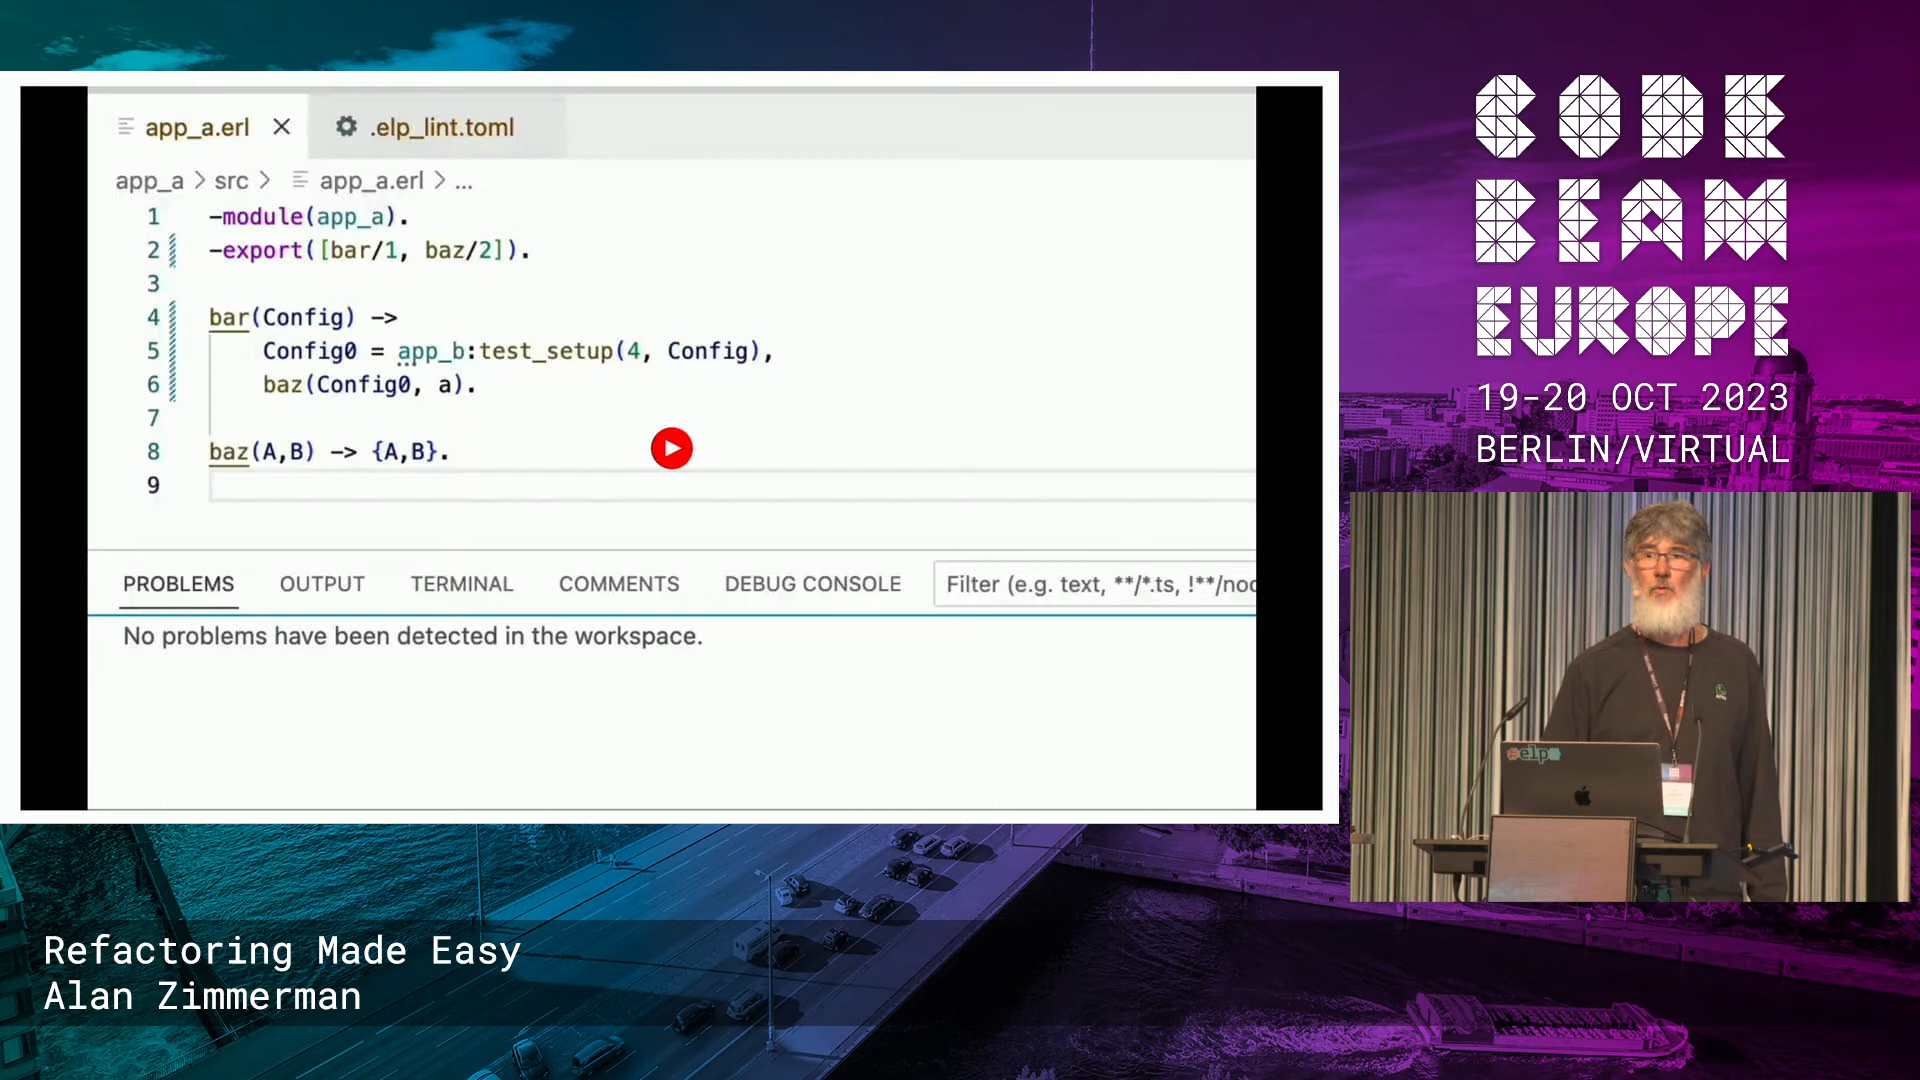 app_a.erl
.elp_lint.toml
app_a > src > app_a.erl > ...
1 -module(app_a).
2 -export([bar/1, baz/2]).
3
4 bar(Config) ->
5 Config0 = app_b:test_setup(4, Config),
6 baz(Config0, a).
7
8 baz(A,B) -> {A,B}.
9
PROBLEMS OUTPUT TERMINAL COMMENTS DEBUG CONSOLE Filter (e.g. text, **/*.ts, !**/noc
No problems have been detected in the workspace.
CODE
BEAM
EUROPE
19-20 OCT 2023
BERLIN/VIRTUAL
elp
Refactoring Made Easy
Alan Zimmerman